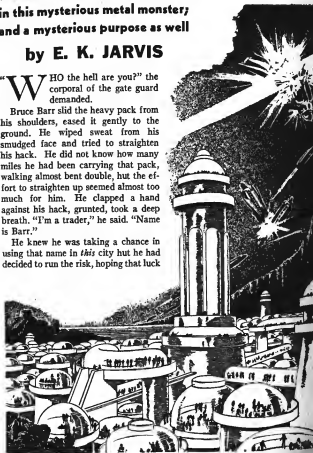 in this mysterious metal monster;
and a mysterious purpose as well
by E. K. JARVIS
"WHO the hell are you?" the
corporal of the gate guard
demanded.
Bruce Barr slid the heavy pack from
his shoulders, eased it gently to the
ground. He wiped sweat from his
smudged face and tried to straighten
his hack. He did not know how many
miles he had been carrying that pack,
walking almost bent double, hut the ef-
fort to straighten up seemed almost too
much for him. He clapped a hand
against his hack, grunted, took a deep
breath. "I'm a trader," he said. "Name
is Barr."
He knew he was taking a chance in
using that name in this city hut he had
decided to run the risk, hoping that luck